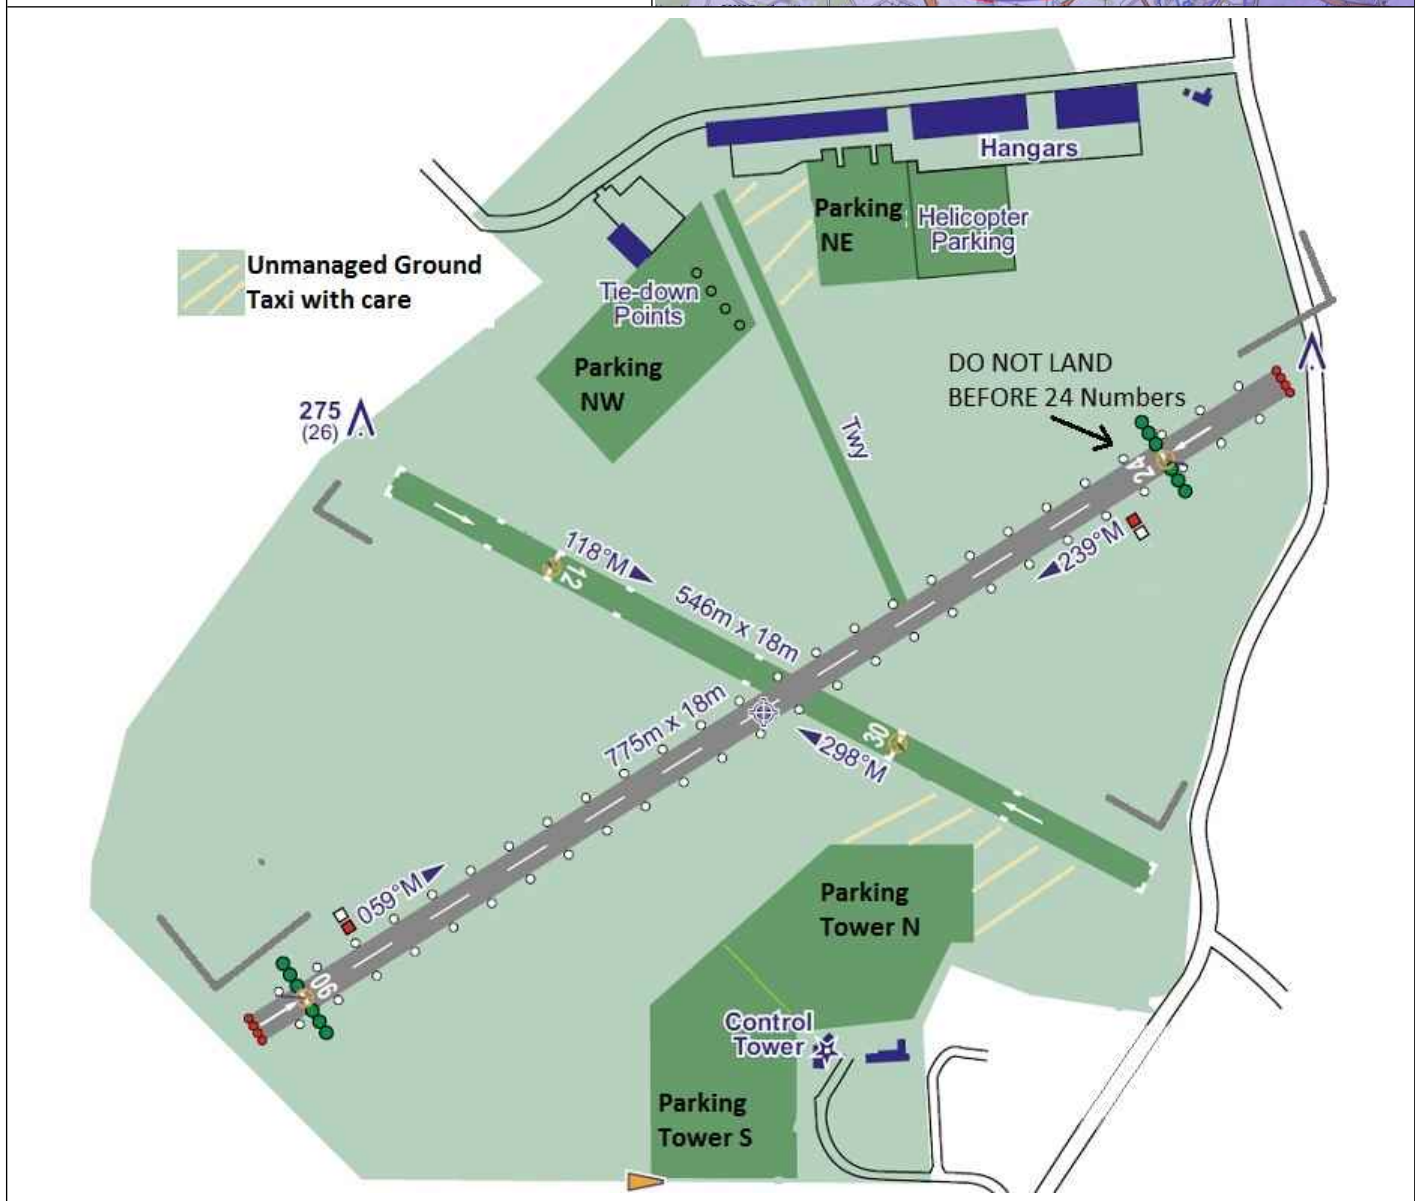 Hangars
Parking
NE
Helicopter
Parking
Unmanaged Ground
Taxi with care
Tie-down
Points
Parking
NW
DO NOT LAND
BEFORE 24 Numbers
275
(26)
Twy
24
118°M
12
239°M
546m x 18m
775m x 18m
30
298°M
059°M
Parking
Tower N
06
Control
Tower
Parking
Tower S